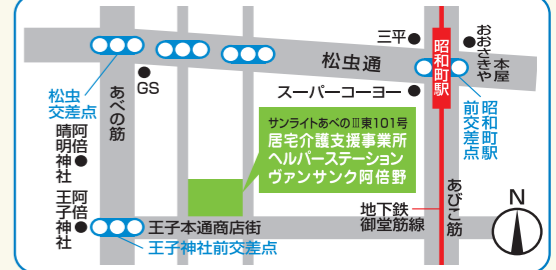 三平
おおさきや
本屋
昭和町駅
松虫通
松虫
交差点
GS
あべの筋
スーパーコーヨー
昭和町駅
前交差点
サンライトあべのⅢ東101号
居宅介護支援事業所
ヘルパーステーション
ヴァンサンク阿倍野
阿倍
晴明
神社
阿倍
王子
神社
王子本通商店街
王子神社前交差点
地下鉄
御堂筋線
あびこ筋
N